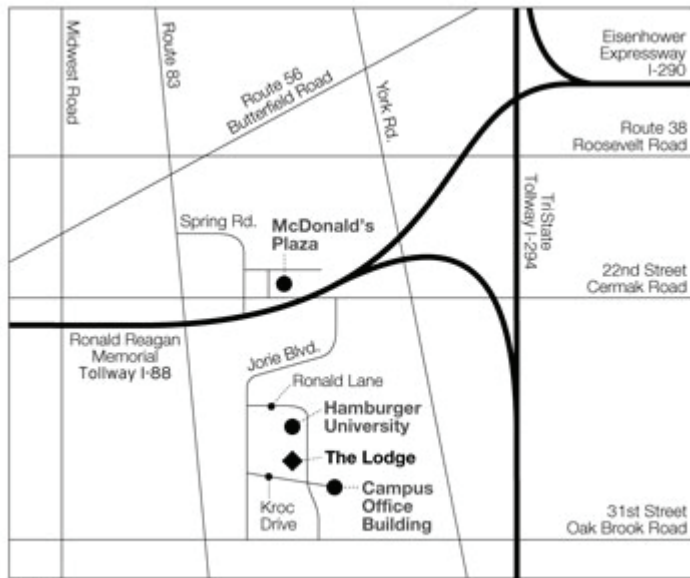 Midwest Road
Route 83
Route 56
Butterfield Road
York Rd.
Eisenhower
Expressway
I-290
Route 38
Roosevelt Road
TriState
Tollway I-294
Spring Rd.
McDonald's
Plaza
22nd Street
Cermak Road
Ronald Reagan
Memorial
Tollway I-88
Jorie Blvd.
Ronald Lane
Hamburger
University
The Lodge
Campus
Office
Building
Kroc
Drive
31st Street
Oak Brook Road